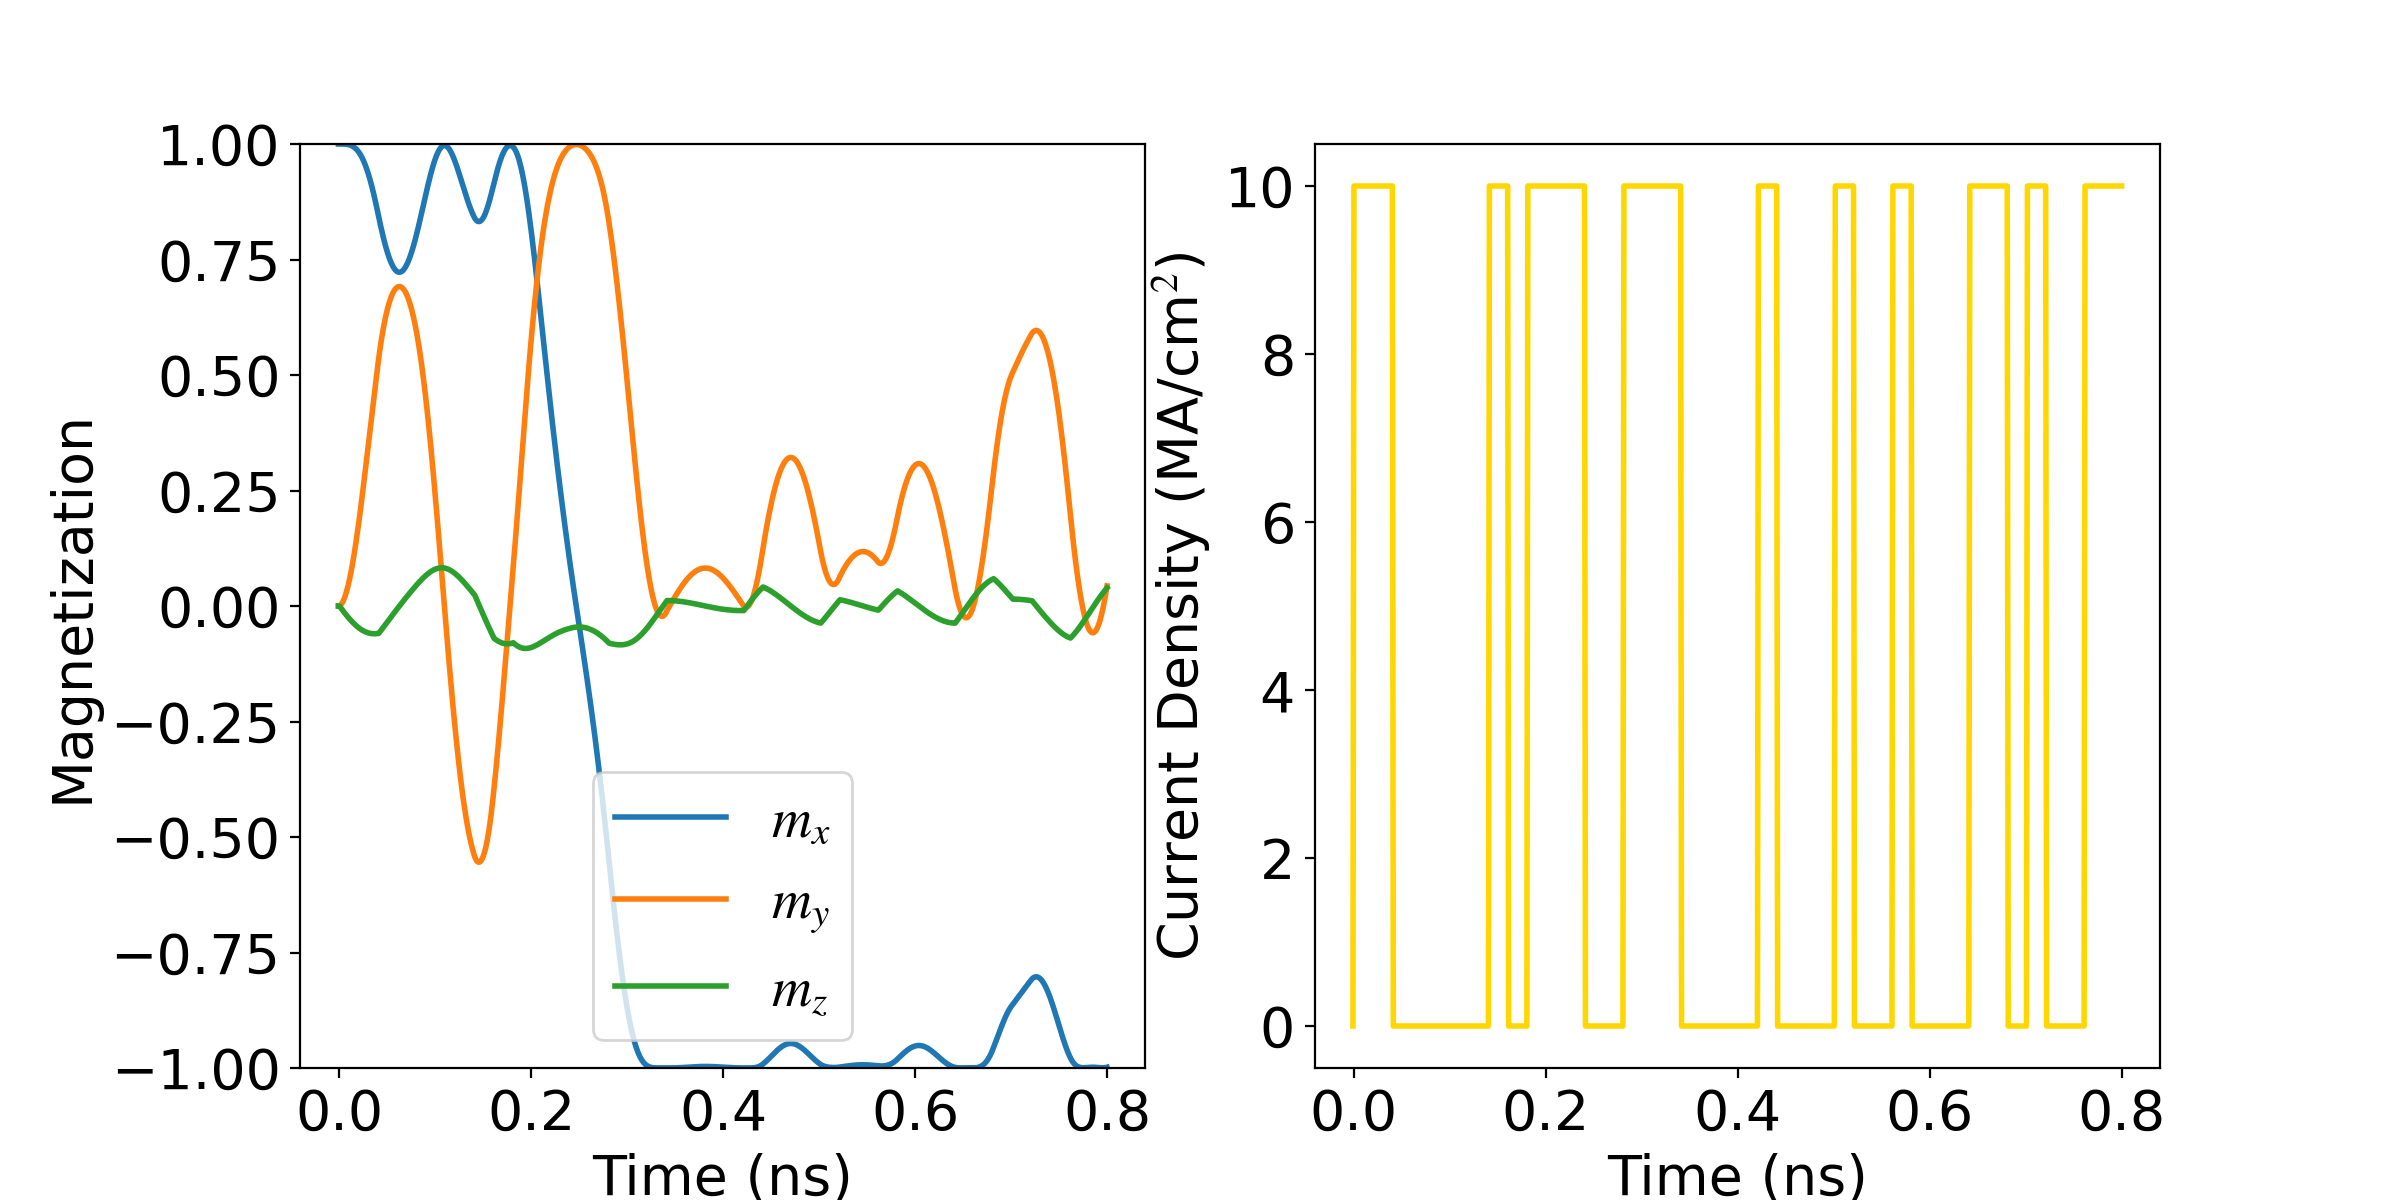 1.00
0.75
0.50
0.25
0.00
−0.25
−0.50
−0.75
−1.00
Magnetization
0.0 0.2 0.4 0.6 0.8
Time (ns)
m_x
m_y
m_z
10
8
6
4
2
0
Current Density (MA/cm²)
0.0 0.2 0.4 0.6 0.8
Time (ns)